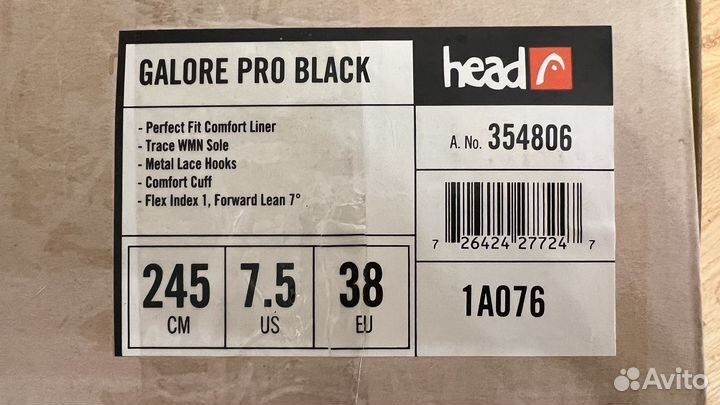 GALORE PRO BLACK
head
- Perfect Fit Comfort Liner
- Trace WMN Sole
- Metal Lace Hooks
- Comfort Cuff
- Flex Index 1, Forward Lean 7°
A. No. 354806
7 26424 27724 7
245 CM
7.5 US
38 EU
1A076
Avito